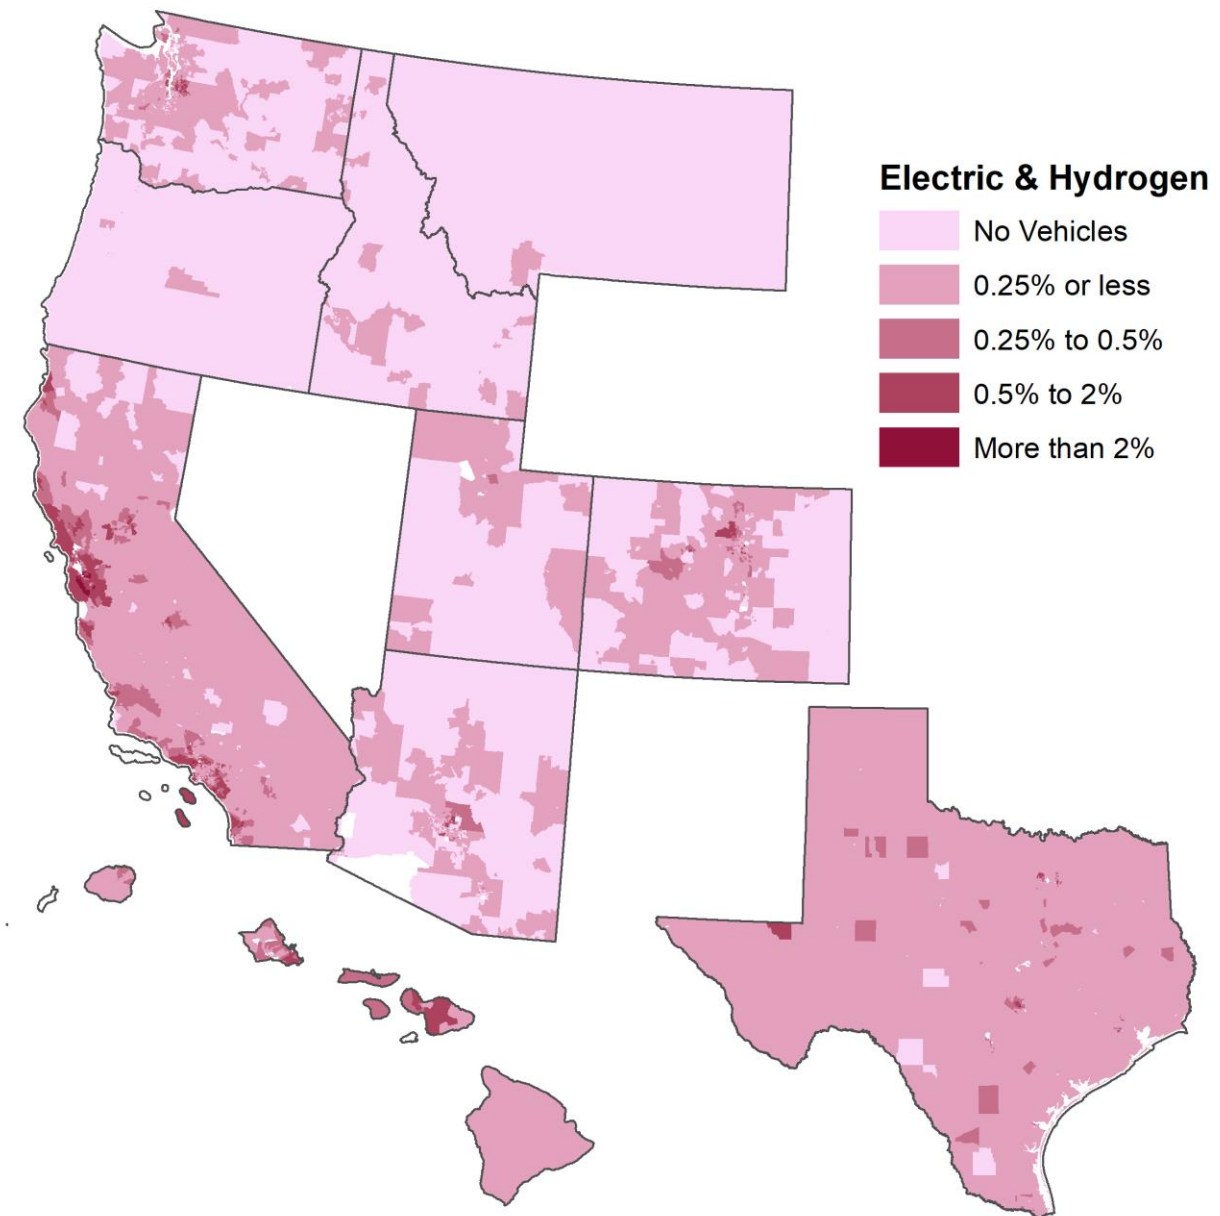 Electric & Hydrogen
No Vehicles
0.25% or less
0.25% to 0.5%
0.5% to 2%
More than 2%